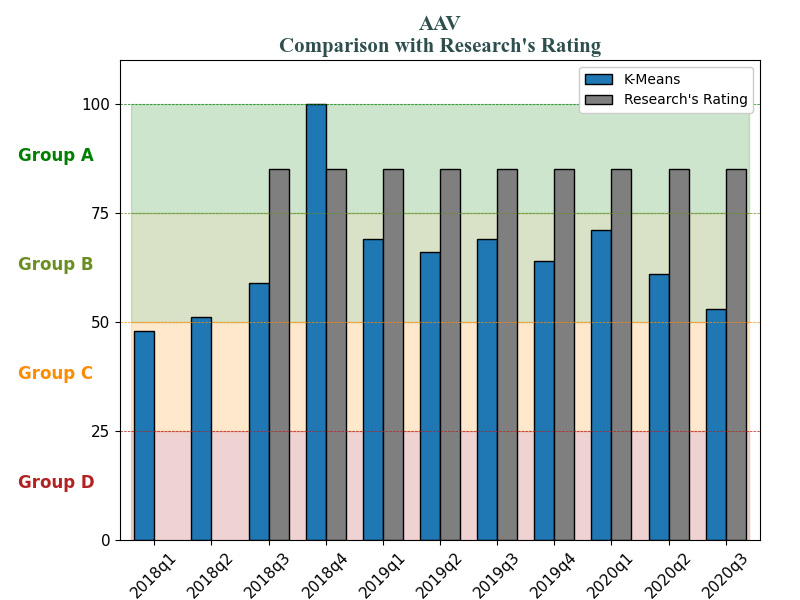 AAV
Comparison with Research's Rating
K-Means
Research's Rating
100
Group A
75
Group B
50
Group C
25
Group D
0
2018q1
2018q2
2018q3
2018q4
2019q1
2019q2
2019q3
2019q4
2020q1
2020q2
2020q3